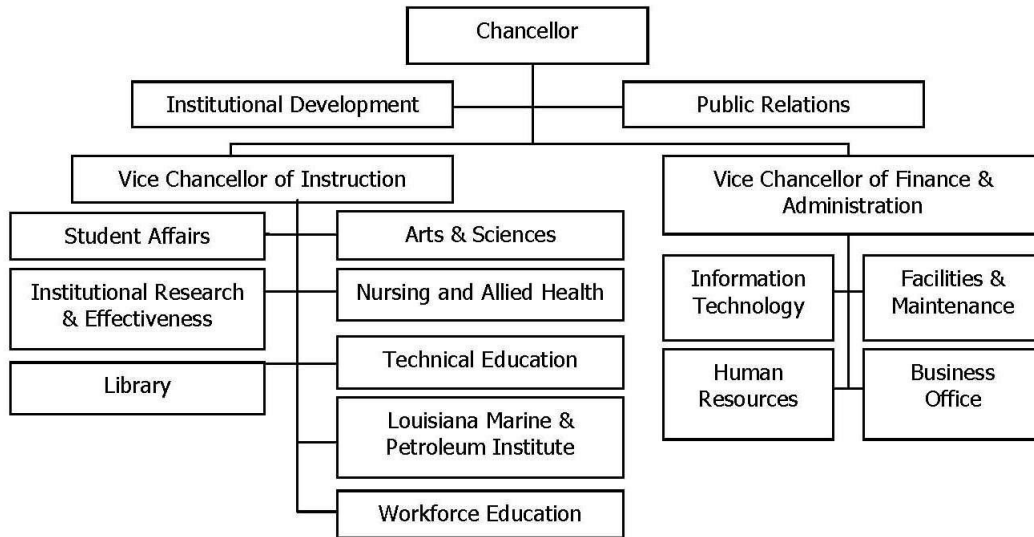 Chancellor
Institutional Development
Public Relations
Vice Chancellor of Instruction
Vice Chancellor of Finance &
Administration
Student Affairs
Arts & Sciences
Institutional Research
& Effectiveness
Nursing and Allied Health
Library
Technical Education
Louisiana Marine &
Petroleum Institute
Workforce Education
Information
Technology
Facilities &
Maintenance
Human
Resources
Business
Office